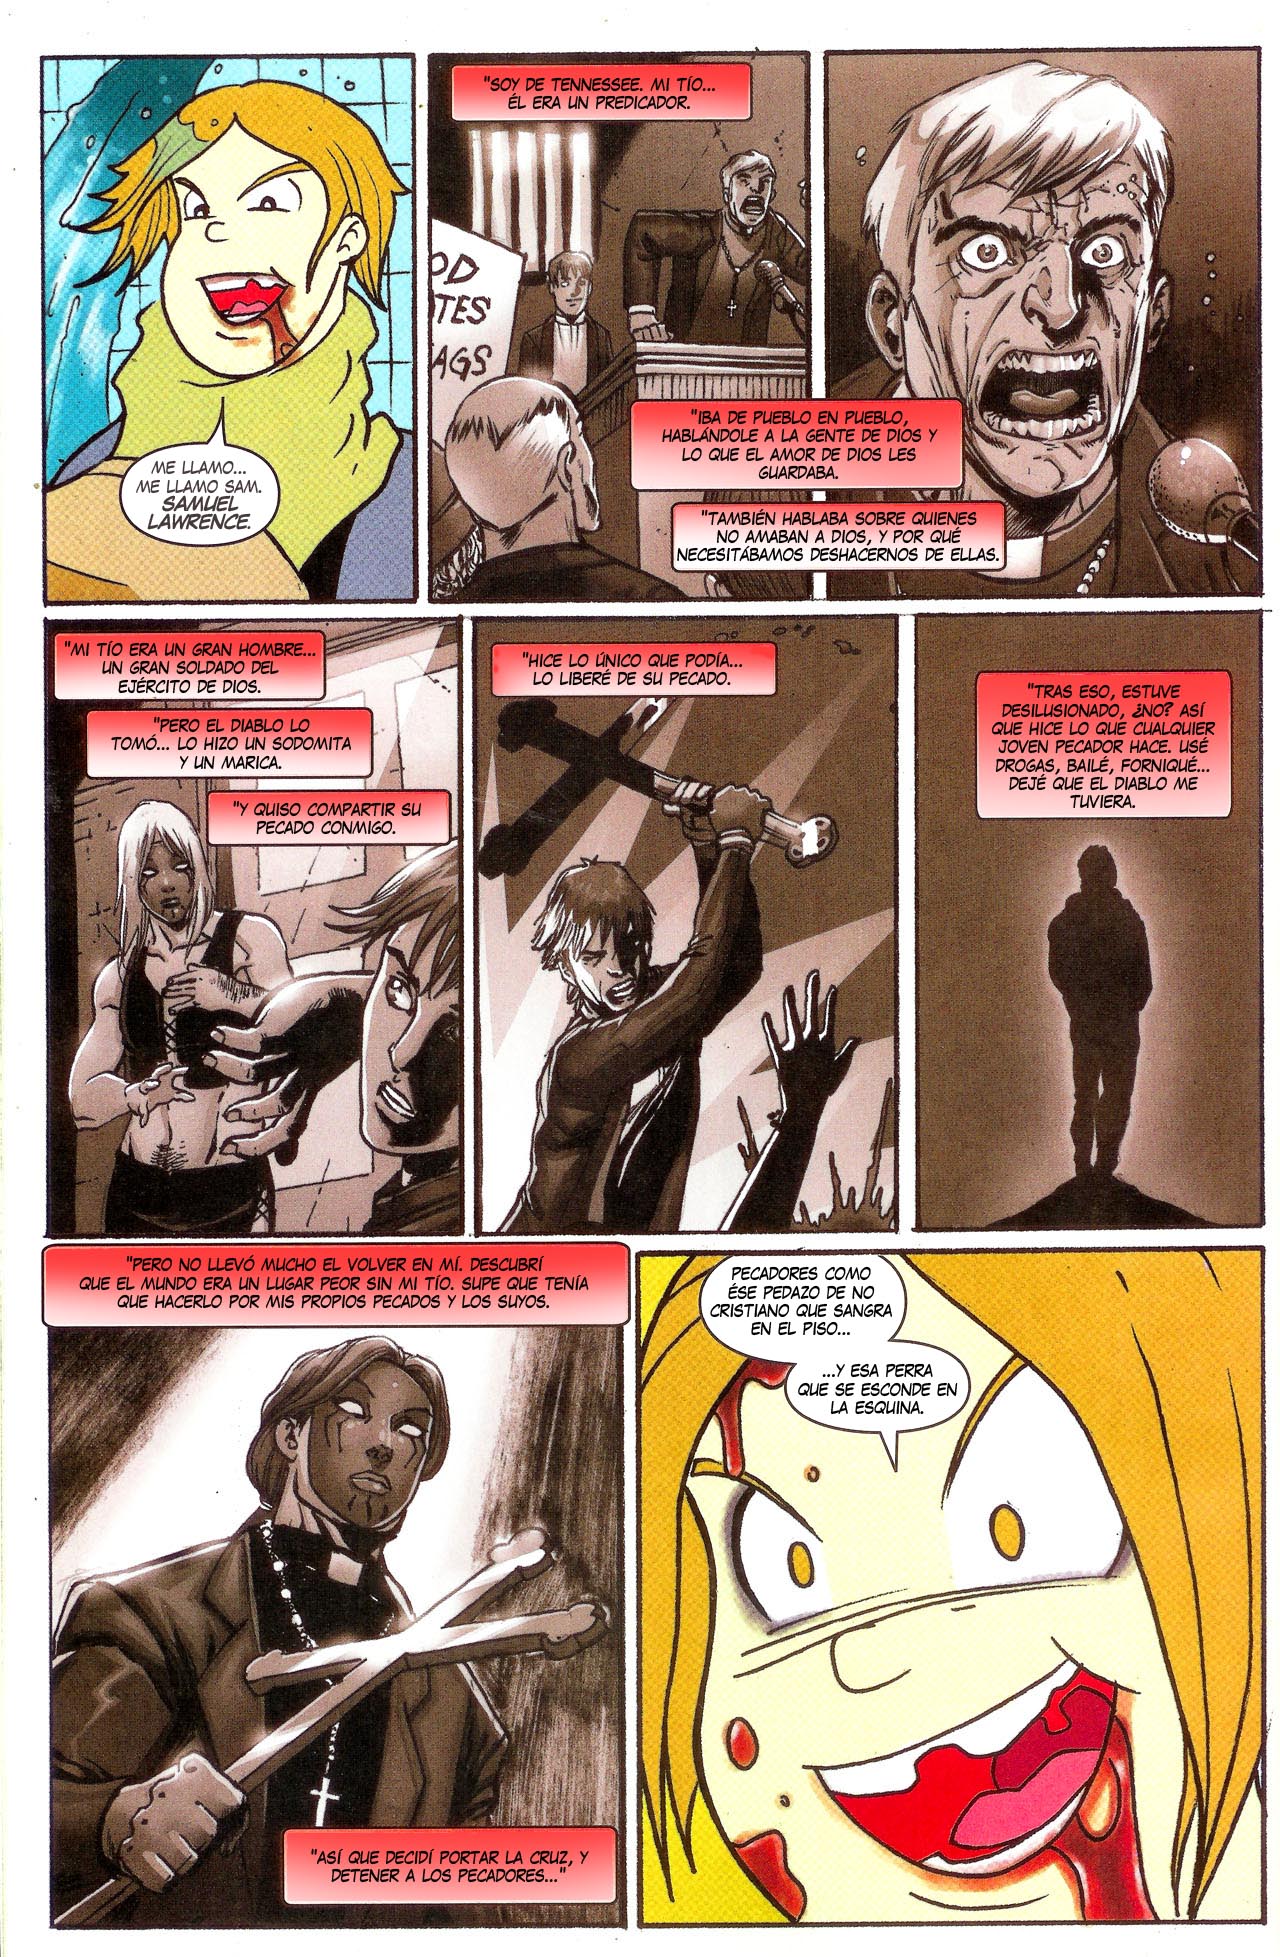 ME LLAMO...
ME LLAMO SAM.
SAMUEL
LAWRENCE.
"SOY DE TENNESSEE. MI TÍO...
ÉL ERA UN PREDICADOR.
OD
TES
AGS
"IBA DE PUEBLO EN PUEBLO,
HABLÁNDOLE A LA GENTE DE DIOS Y
LO QUE EL AMOR DE DIOS LES
GUARDABA.
"TAMBIÉN HABLABA SOBRE QUIENES
NO AMABAN A DIOS, Y POR QUÉ
NECESITÁBAMOS DESHACERNOS DE ELLAS.
"MI TÍO ERA UN GRAN HOMBRE...
UN GRAN SOLDADO DEL
EJÉRCITO DE DIOS.
"PERO EL DIABLO LO
TOMÓ... LO HIZO UN SODOMITA
Y UN MARICA.
"Y QUISO COMPARTIR SU
PECADO CONMIGO.
"HICE LO ÚNICO QUE PODÍA...
LO LIBERÉ DE SU PECADO.
"TRAS ESO, ESTUVE
DESILUSIONADO, ¿NO? ASÍ
QUE HICE LO QUE CUALQUIER
JOVEN PECADOR HACE. USÉ
DROGAS, BAILÉ, FORNIQUÉ...
DEJÉ QUE EL DIABLO ME
TUVIERA.
"PERO NO LLEVÓ MUCHO EL VOLVER EN MÍ. DESCUBRÍ
QUE EL MUNDO ERA UN LUGAR PEOR SIN MI TÍO. SUPE QUE TENÍA
QUE HACERLO POR MIS PROPIOS PECADOS Y LOS SUYOS.
"ASÍ QUE DECIDÍ PORTAR LA CRUZ, Y
DETENER A LOS PECADORES..."
PECADORES COMO
ÉSE PEDAZO DE NO
CRISTIANO QUE SANGRA
EN EL PISO...
...Y ESA PERRA
QUE SE ESCONDE EN
LA ESQUINA.